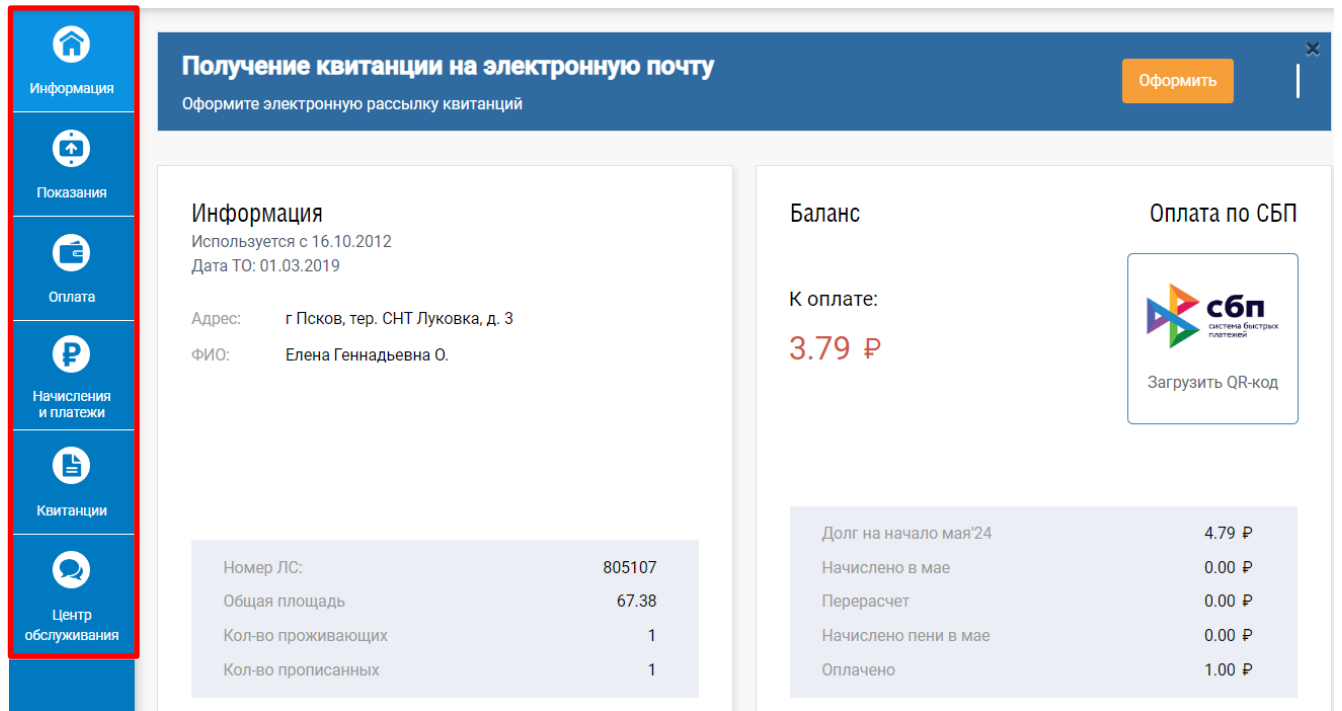 Информация
Показания
Оплата
Начисления
и платежи
Квитанции
Центр
обслуживания
Получение квитанции на электронную почту
Оформите электронную рассылку квитанций
Оформить
Информация
Используется с 16.10.2012
Дата ТО: 01.03.2019
Адрес: г Псков, тер. СНТ Луковка, д. 3
ФИО: Елена Геннадьевна О.
Номер ЛС: 805107
Общая площадь 67.38
Кол-во проживающих 1
Кол-во прописанных 1
Баланс
Оплата по СБП
К оплате:
3.79 ₽
сбп
система быстрых
платежей
Загрузить QR-код
Долг на начало мая'24 4.79 ₽
Начислено в мае 0.00 ₽
Перерасчет 0.00 ₽
Начислено пени в мае 0.00 ₽
Оплачено 1.00 ₽